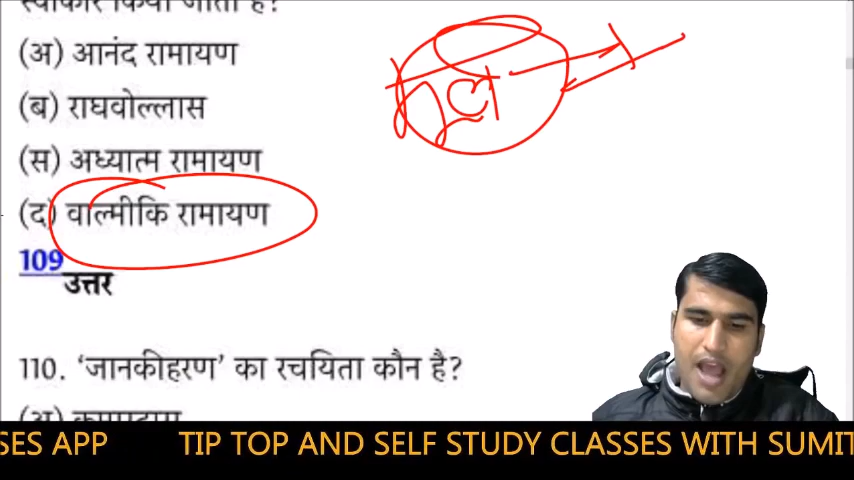 स्वीकार किया जाता है?
(अ) आनंद रामायण
(ब) राघवोल्लास
(स) अध्यात्म रामायण
(द) वाल्मीकि रामायण
109
उत्तर
110. ‘जानकीहरण’ का रचयिता कौन है?
(अ)
मूल
SES APP TIP TOP AND SELF STUDY CLASSES WITH SUMIT